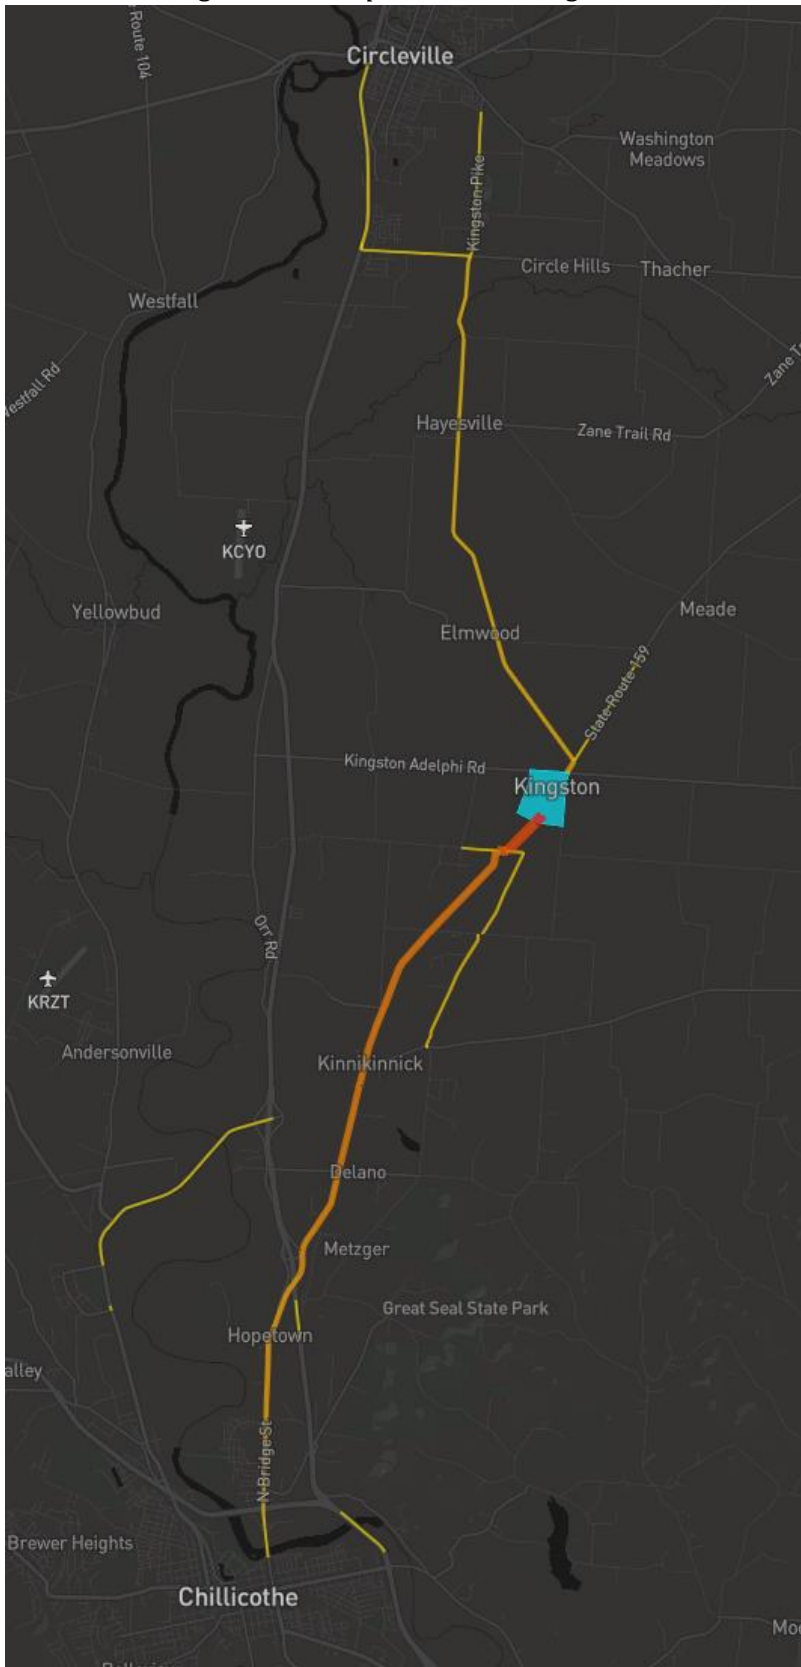 Circleville
Route 104
Washington
Meadows
Kingston Pike
Circle Hills
Thacher
Westfall
Westfall Rd
Hayesville
Zane Trail Rd
KCYO
Yellowbud
Elmwood
Meade
State Route 159
Kingston Adelphi Rd
Kingston
Orr Rd
KRZT
Andersonville
Kinnikinnick
Delano
Metzger
Great Seal State Park
Hopetown
alley
N Bridge St
Brewer Heights
Chillicothe
Moo